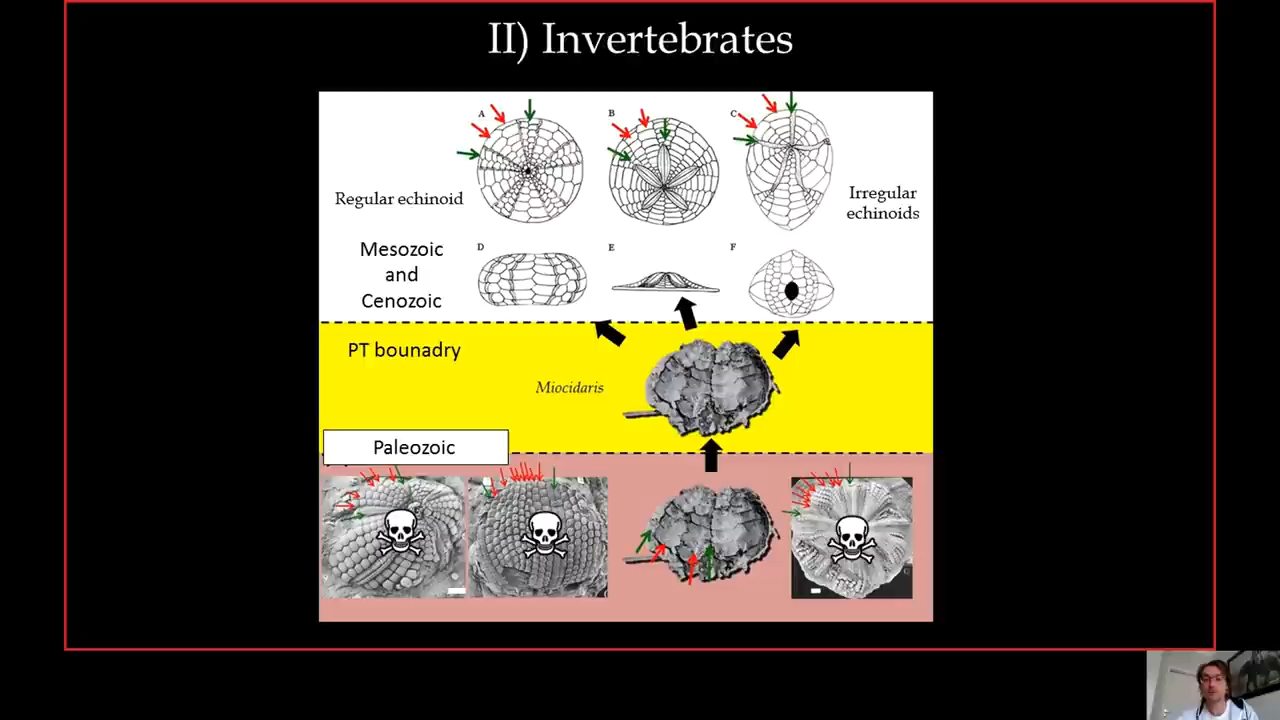 II) Invertebrates
A
B
C
Regular echinoid
Irregular
echinoids
Mesozoic
and
Cenozoic
D
E
F
PT bounadry
Miocidaris
Paleozoic